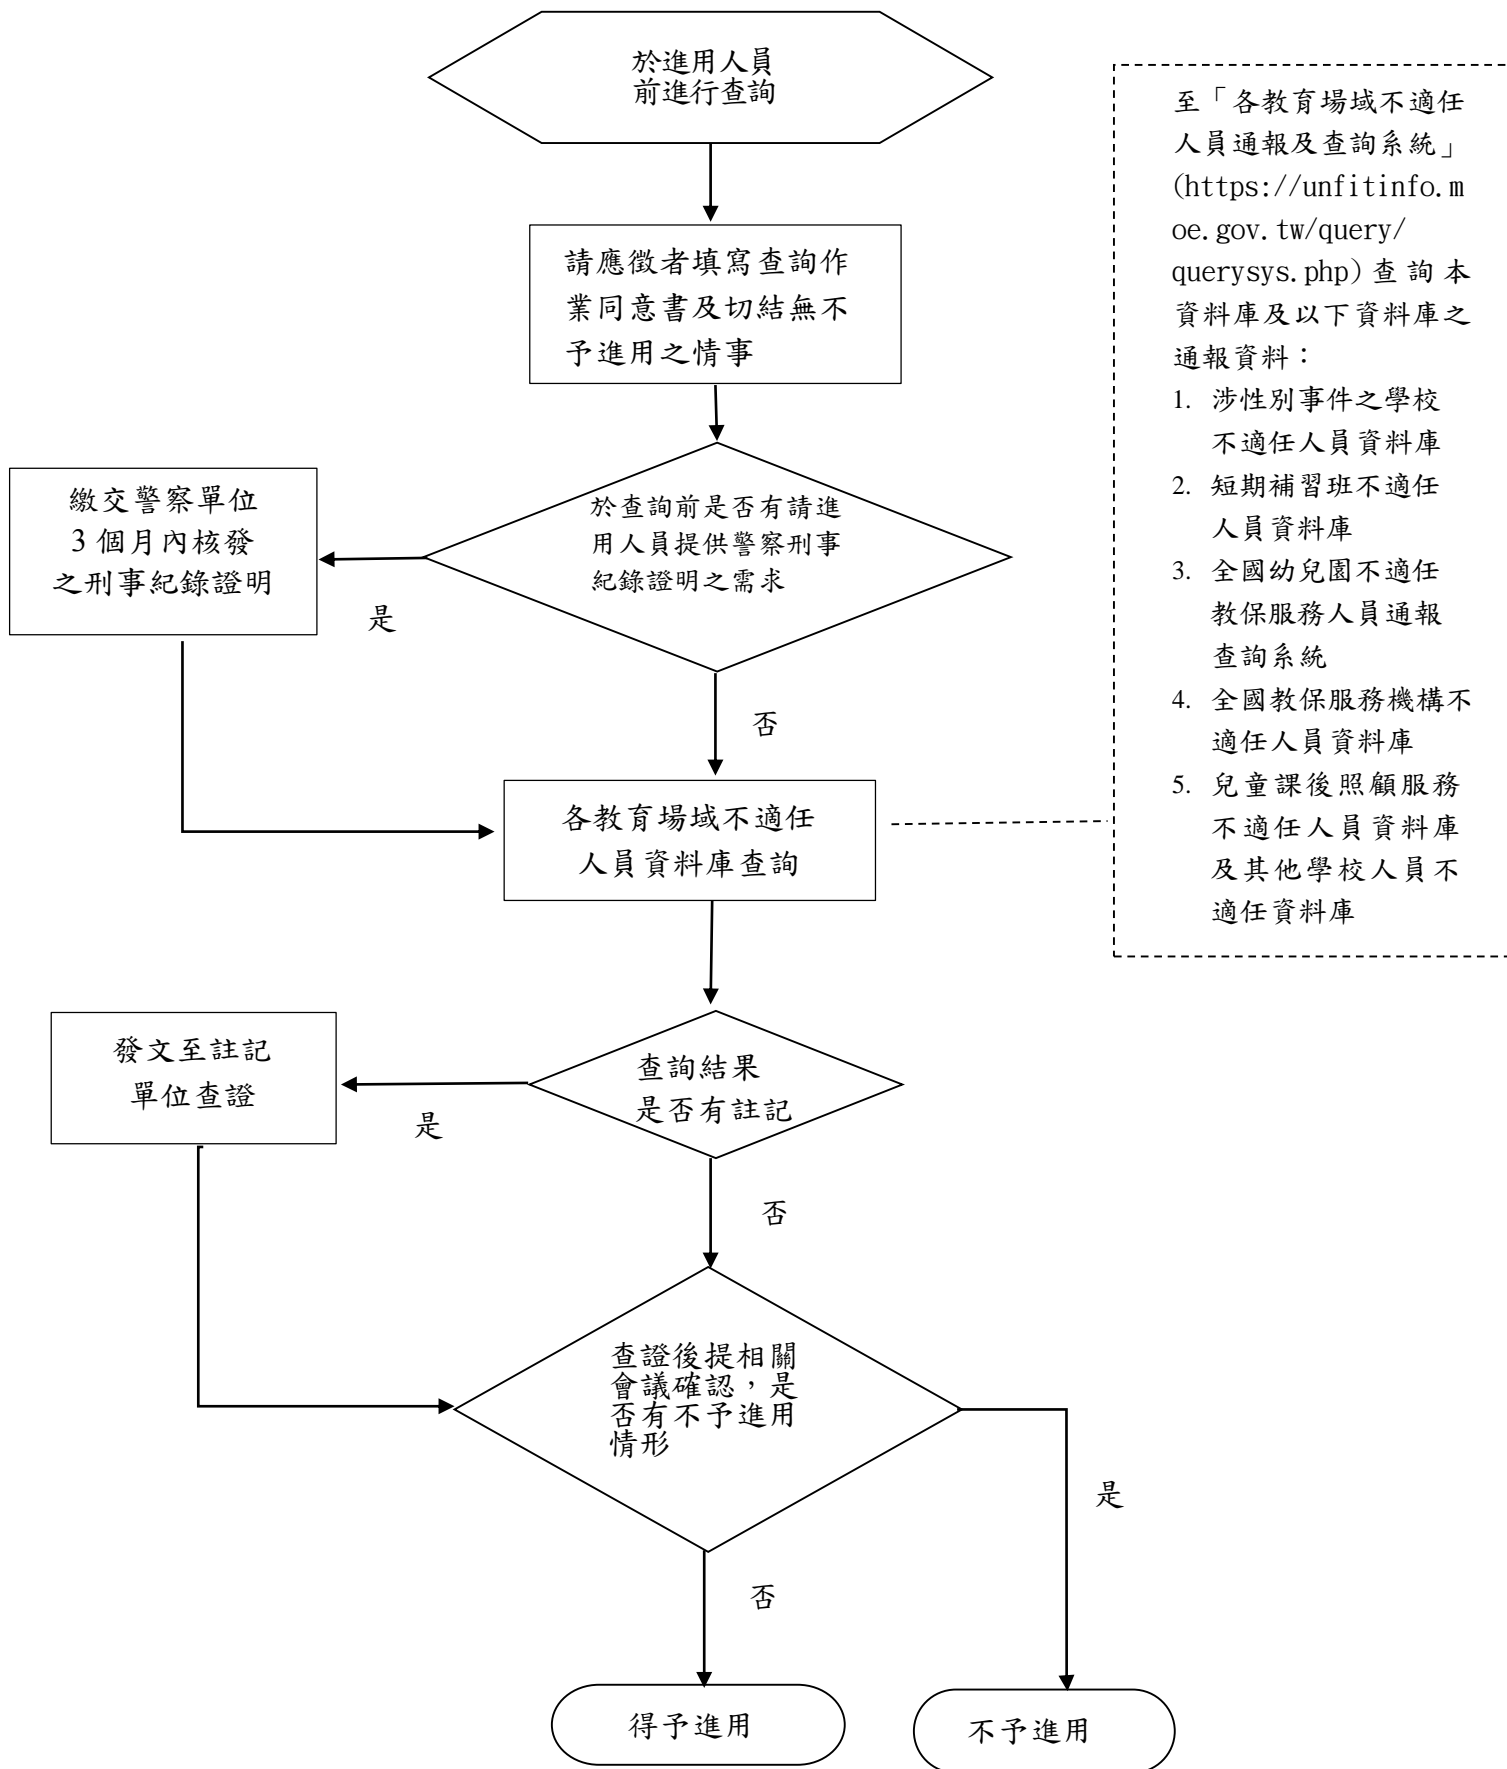 於進用人員
前進行查詢
請應徵者填寫查詢作
業同意書及切結無不
予進用之情事
於查詢前是否有請進
用人員提供警察刑事
紀錄證明之需求
是
繳交警察單位
3 個月內核發
之刑事紀錄證明
否
各教育場域不適任
人員資料庫查詢
至「各教育場域不適任
人員通報及查詢系統」
(https://unfitinfo.m
oe.gov.tw/query/
querysys.php)查詢本
資料庫及以下資料庫之
通報資料：
1. 涉性別事件之學校
不適任人員資料庫
2. 短期補習班不適任
人員資料庫
3. 全國幼兒園不適任
教保服務人員通報
查詢系統
4. 全國教保服務機構不
適任人員資料庫
5. 兒童課後照顧服務
不適任人員資料庫
及其他學校人員不
適任資料庫
查詢結果
是否有註記
是
發文至註記
單位查證
否
查證後提相關
會議確認，是
否有不予進用
情形
是
否
得予進用
不予進用